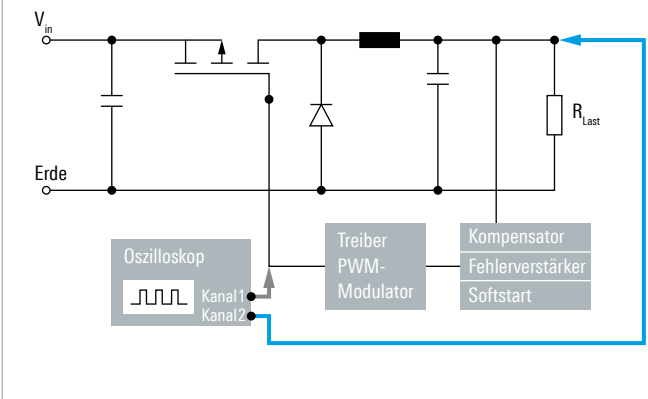 V_in
Erde
R_Last
Oszilloskop
Kanal1
Kanal2
Treiber
PWM-
Modulator
Kompensator
Fehlerverstärker
Softstart